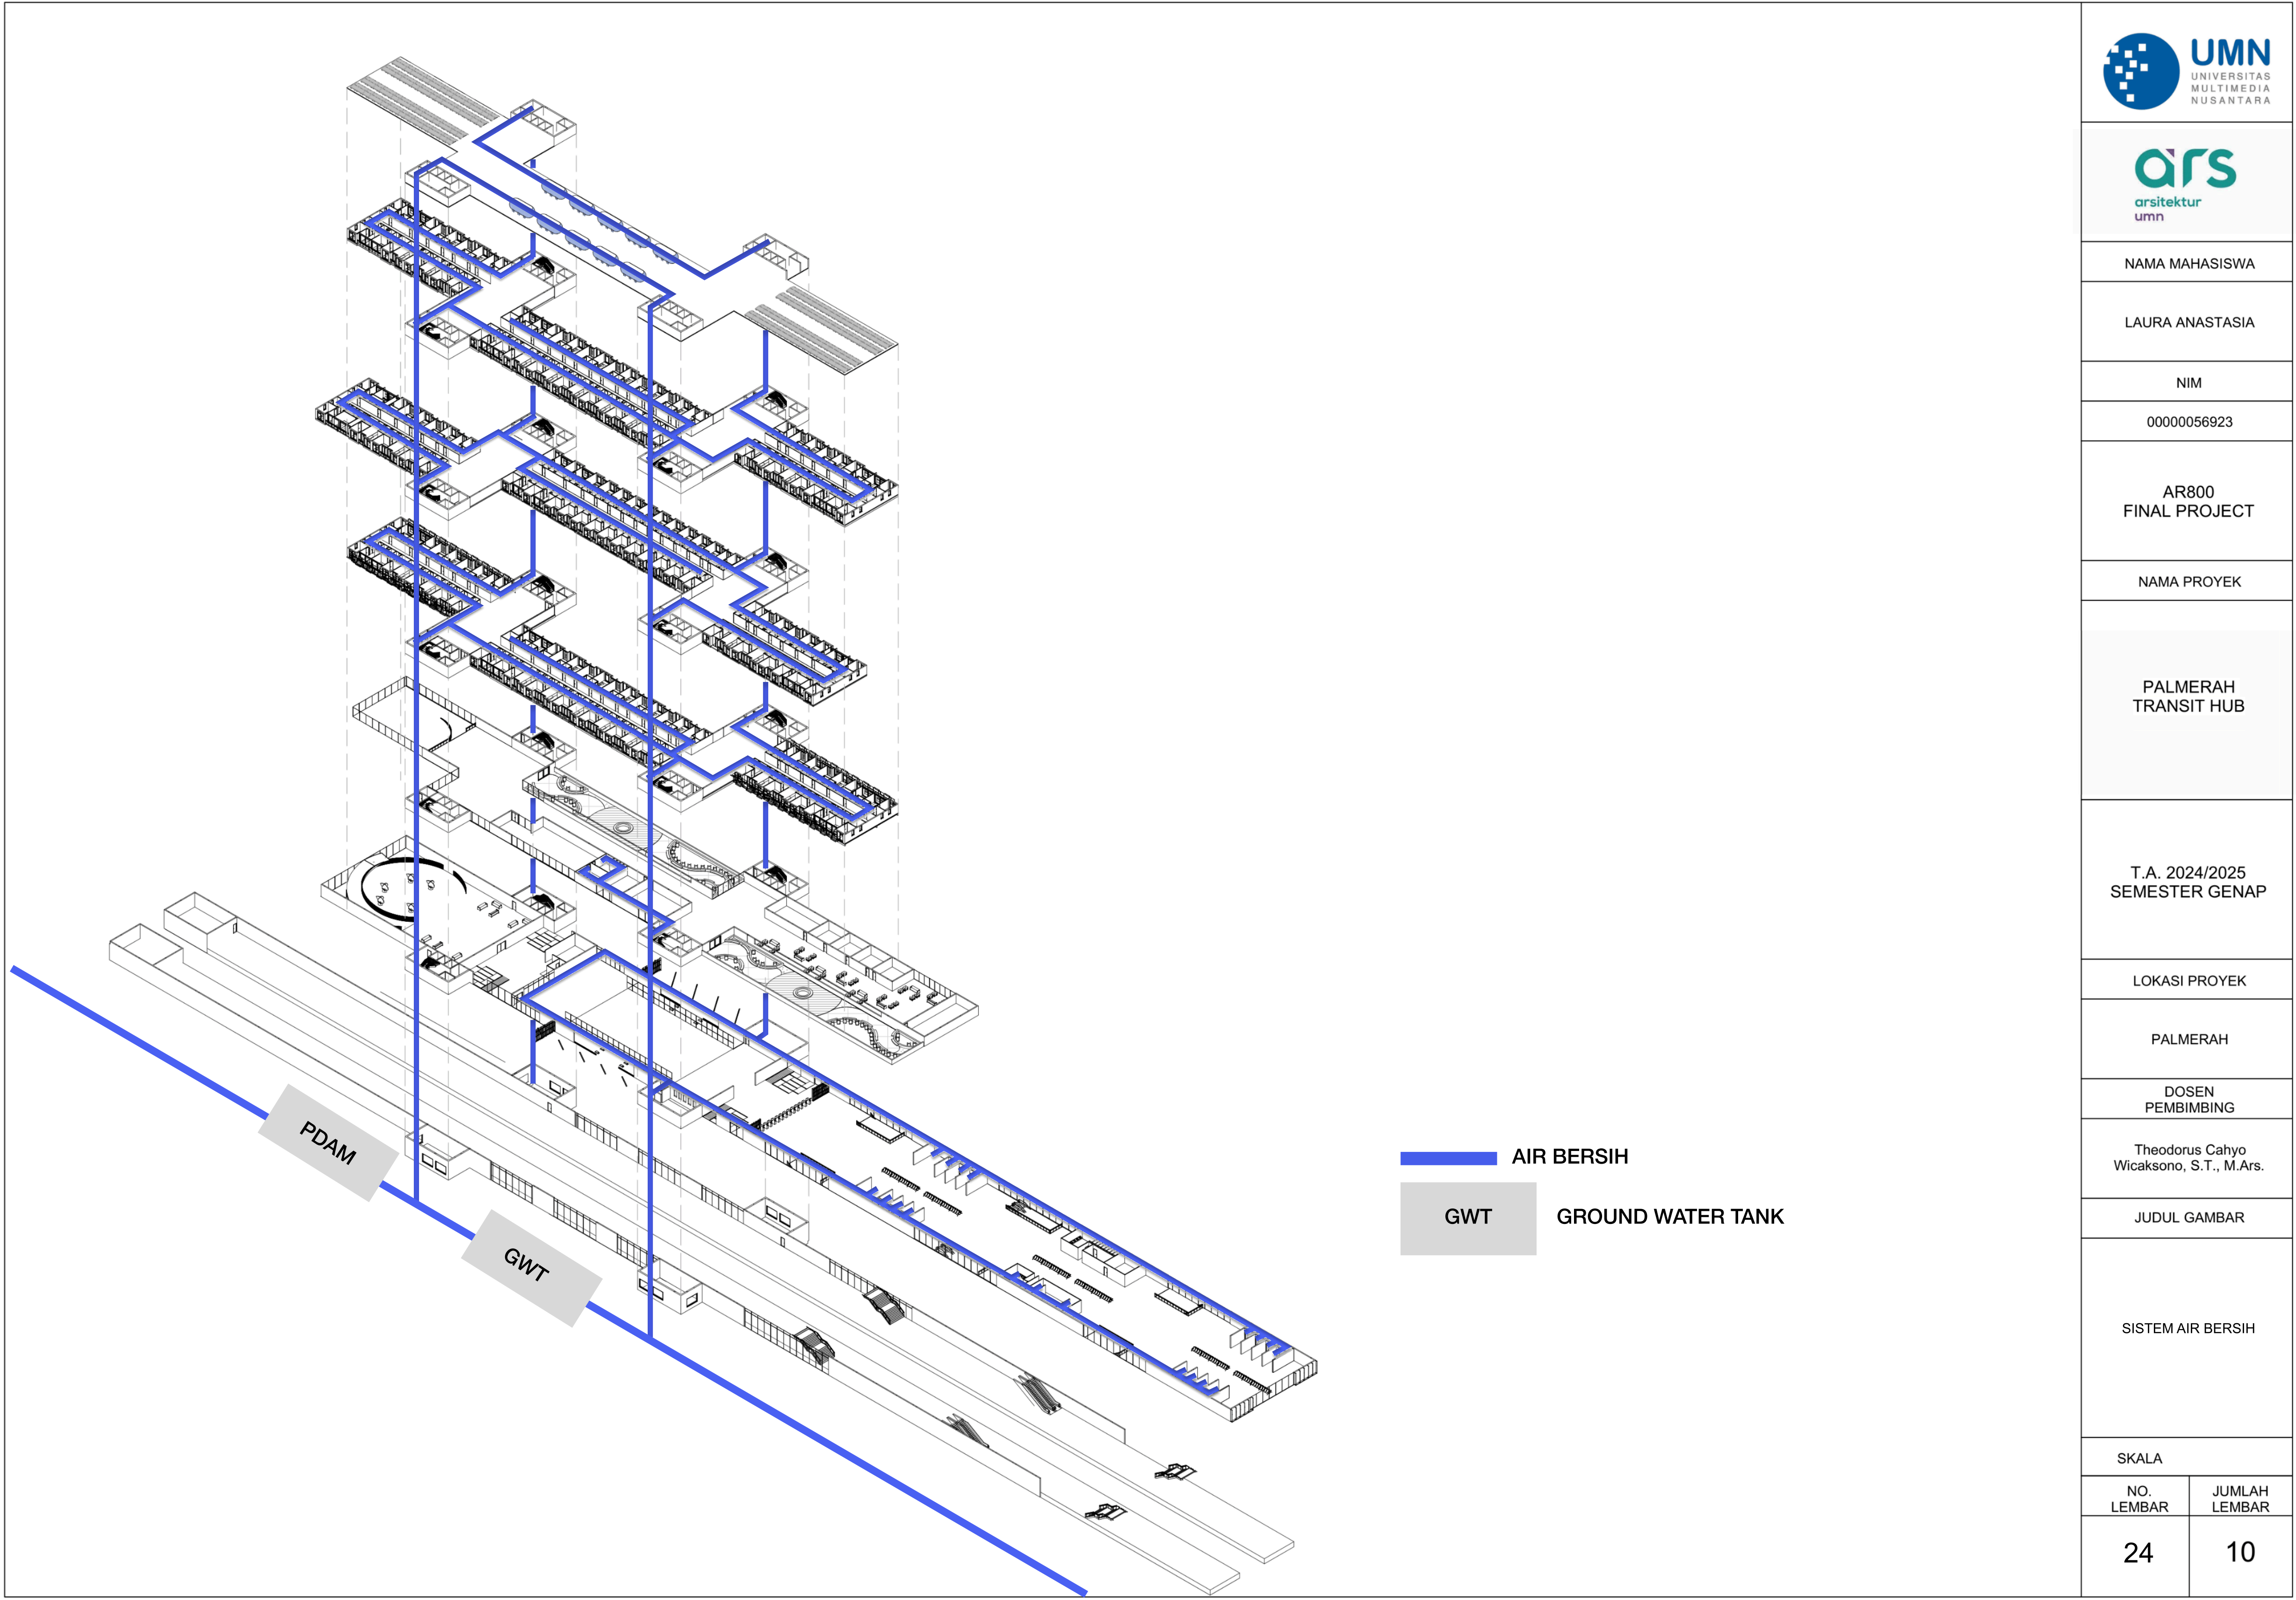 PDAM
GWT
AIR BERSIH
GWT
GROUND WATER TANK
UMN
UNIVERSITAS
MULTIMEDIA
NUSANTARA
ars
arsitektur
umn
NAMA MAHASISWA
LAURA ANASTASIA
NIM
00000056923
AR800
FINAL PROJECT
NAMA PROYEK
PALMERAH
TRANSIT HUB
T.A. 2024/2025
SEMESTER GENAP
LOKASI PROYEK
PALMERAH
DOSEN
PEMBIMBING
Theodorus Cahyo
Wicaksono, S.T., M.Ars.
JUDUL GAMBAR
SISTEM AIR BERSIH
SKALA
NO.
LEMBAR
JUMLAH
LEMBAR
24
10